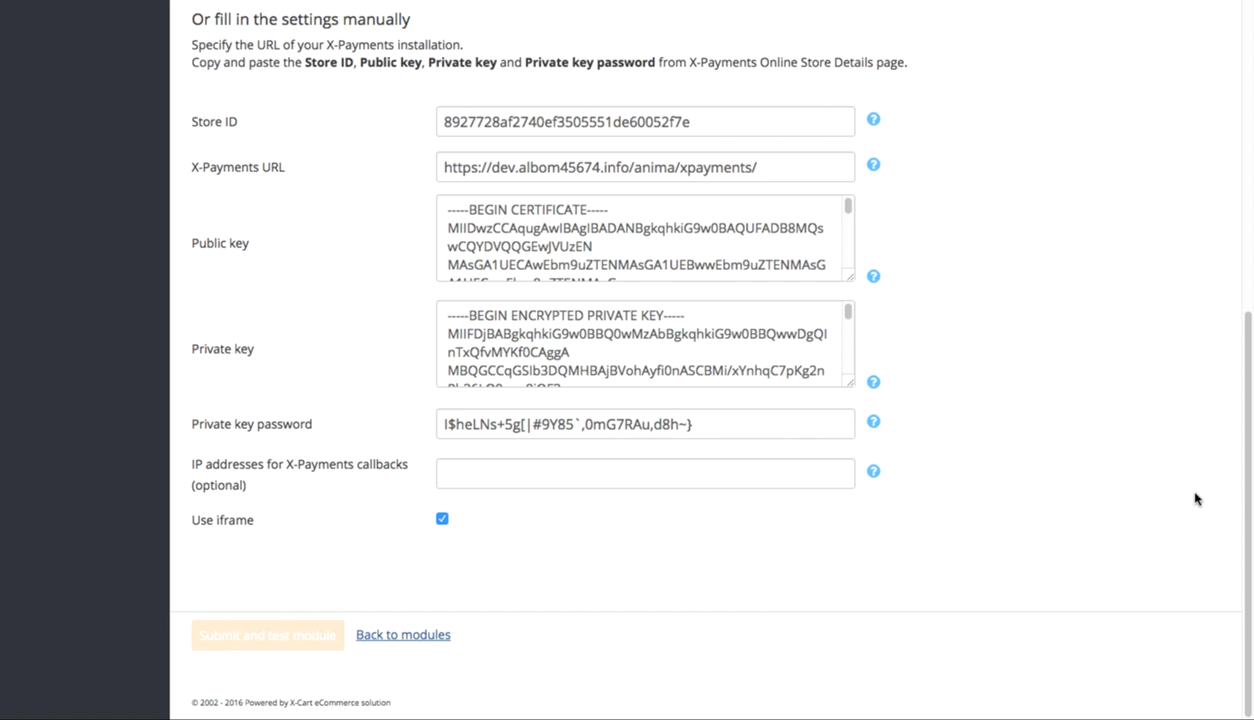 Or fill in the settings manually
Specify the URL of your X-Payments installation.
Copy and paste the Store ID, Public key, Private key and Private key password from X-Payments Online Store Details page.
Store ID
8927728af2740ef3505551de60052f7e
X-Payments URL
https://dev.albom45674.info/anima/xpayments/
Public key
-----BEGIN CERTIFICATE-----
MIIDwzCCAqugAwIBAgIBADANBgkqhkiG9w0BAQUFADB8MQs
wCQYDVQQGEwJVUzEN
MAsGA1UECAwEbm9uZTENMAsGA1UEBwwEbm9uZTENMAsG
Private key
-----BEGIN ENCRYPTED PRIVATE KEY-----
MIIFDjBABgkqhkiG9w0BBQ0wMzAbBgkqhkiG9w0BBQwwDgQI
nTxQfvMYKf0CAggA
MBQGCCqGSIb3DQMHBAjBVohAyfi0nASCBMi/xYnhqC7pKg2n
Private key password
I$heLNs+5g[|#9Y85`,0mG7RAu,d8h~}
IP addresses for X-Payments callbacks
(optional)
Use iframe
Submit and test module
Back to modules
© 2002 - 2016 Powered by X-Cart eCommerce solution